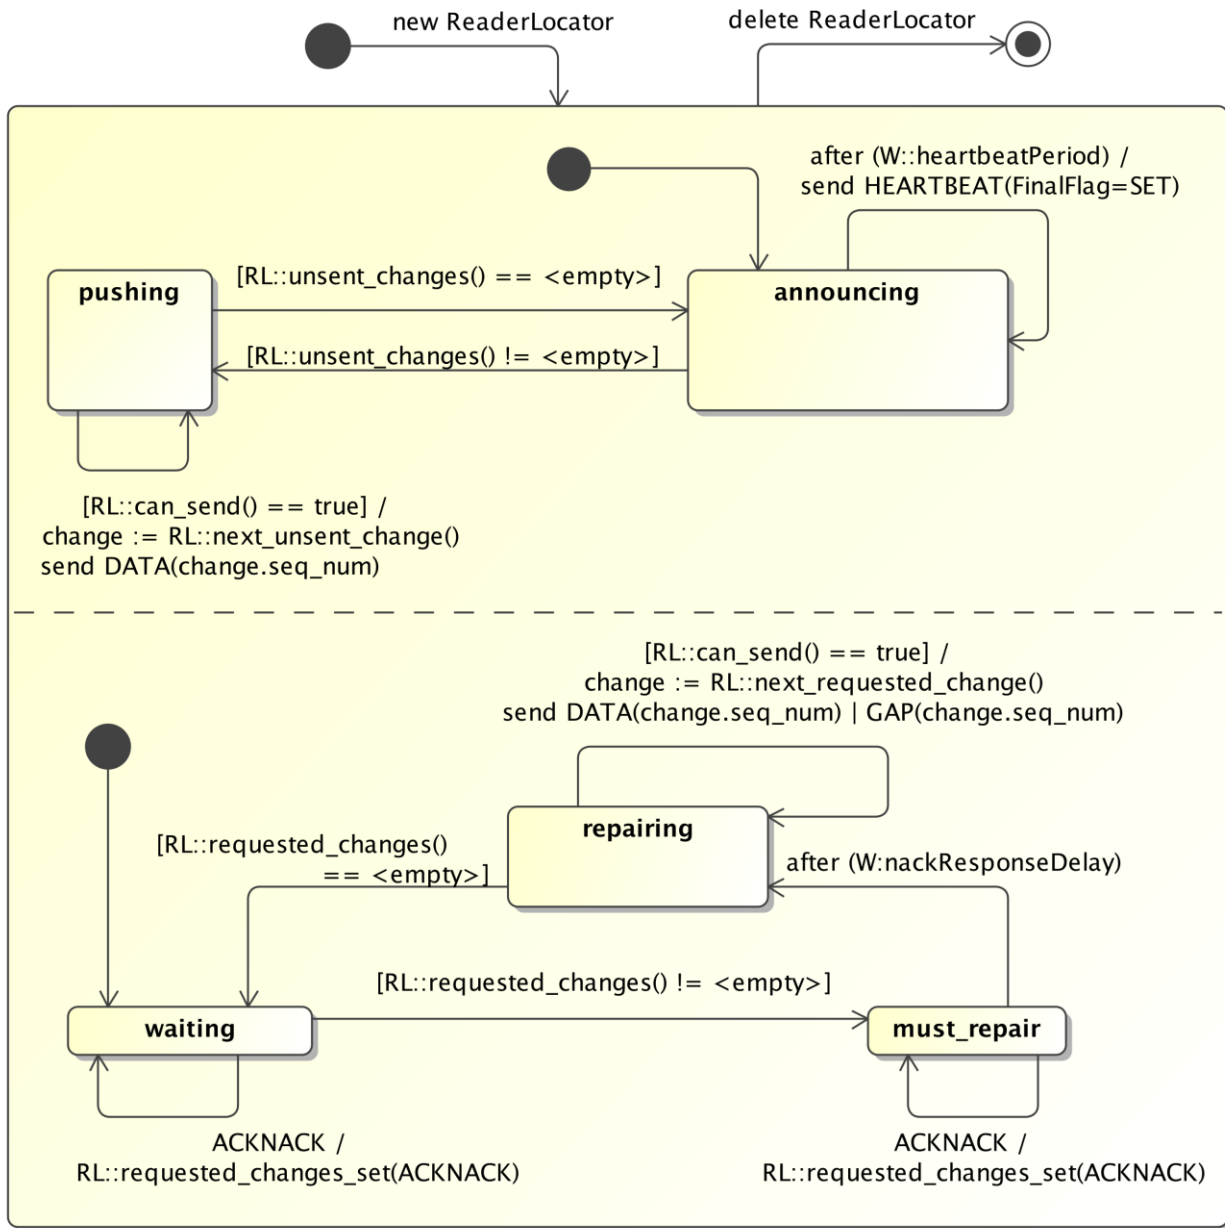 new ReaderLocator
delete ReaderLocator
after (W::heartbeatPeriod) /
send HEARTBEAT(FinalFlag=SET)
[RL::unsent_changes() == <empty>]
pushing
announcing
[RL::unsent_changes() != <empty>]
[RL::can_send() == true] /
change := RL::next_unsent_change()
send DATA(change.seq_num)
[RL::can_send() == true] /
change := RL::next_requested_change()
send DATA(change.seq_num) | GAP(change.seq_num)
repairing
[RL::requested_changes()
== <empty>]
after (W:nackResponseDelay)
[RL::requested_changes() != <empty>]
waiting
must_repair
ACKNACK /
RL::requested_changes_set(ACKNACK)
ACKNACK /
RL::requested_changes_set(ACKNACK)